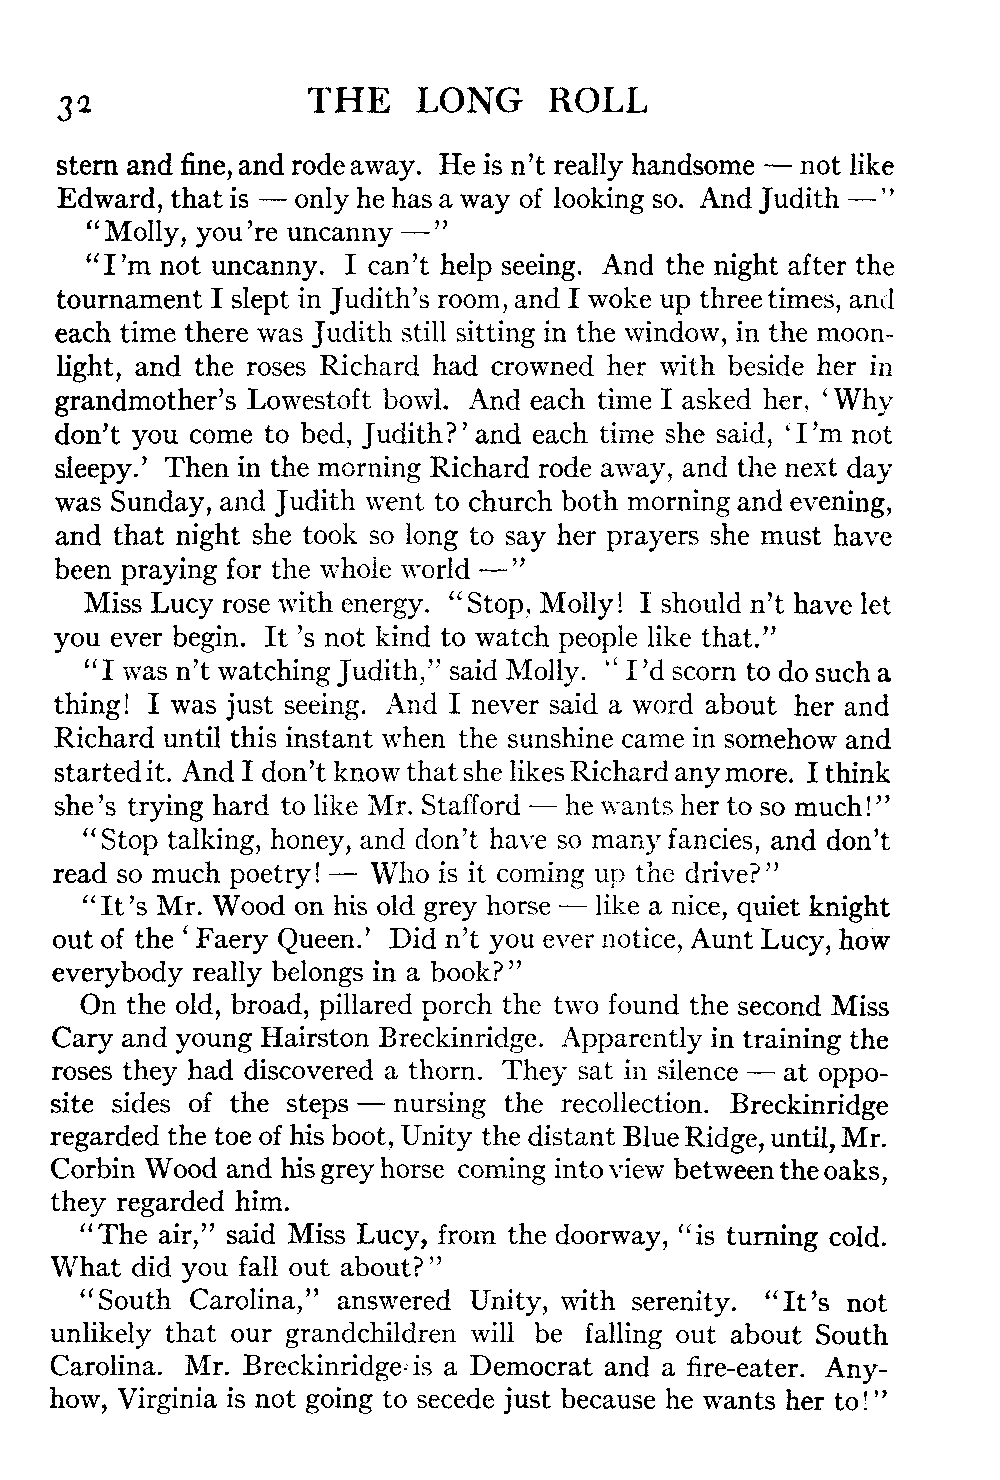 32 THE LONG ROLL
stern and fine, and rode away. He is n't really handsome — not like
Edward, that is — only he has a way of looking so. And Judith —"
"Molly, you 're uncanny —"
"I 'm not uncanny. I can't help seeing. And the night after the
tournament I slept in Judith's room, and I woke up three times, and
each time there was Judith still sitting in the window, in the moon-
light, and the roses Richard had crowned her with beside her in
grandmother's Lowestoft bowl. And each time I asked her, 'Why
don't you come to bed, Judith?' and each time she said, 'I 'm not
sleepy.' Then in the morning Richard rode away, and the next day
was Sunday, and Judith went to church both morning and evening,
and that night she took so long to say her prayers she must have
been praying for the whole world —"
Miss Lucy rose with energy. "Stop, Molly! I should n't have let
you ever begin. It 's not kind to watch people like that."
"I was n't watching Judith," said Molly. "I 'd scorn to do such a
thing! I was just seeing. And I never said a word about her and
Richard until this instant when the sunshine came in somehow and
started it. And I don't know that she likes Richard any more. I think
she 's trying hard to like Mr. Stafford — he wants her to so much!"
"Stop talking, honey, and don't have so many fancies, and don't
read so much poetry! — Who is it coming up the drive?"
"It 's Mr. Wood on his old grey horse — like a nice, quiet knight
out of the 'Faery Queen.' Did n't you ever notice, Aunt Lucy, how
everybody really belongs in a book?"
On the old, broad, pillared porch the two found the second Miss
Cary and young Hairston Breckinridge. Apparently in training the
roses they had discovered a thorn. They sat in silence — at oppo-
site sides of the steps — nursing the recollection. Breckinridge
regarded the toe of his boot, Unity the distant Blue Ridge, until, Mr.
Corbin Wood and his grey horse coming into view between the oaks,
they regarded him.
"The air," said Miss Lucy, from the doorway, "is turning cold.
What did you fall out about?"
"South Carolina," answered Unity, with serenity. "It 's not
unlikely that our grandchildren will be falling out about South
Carolina. Mr. Breckinridge is a Democrat and a fire-eater. Any-
how, Virginia is not going to secede just because he wants her to!"